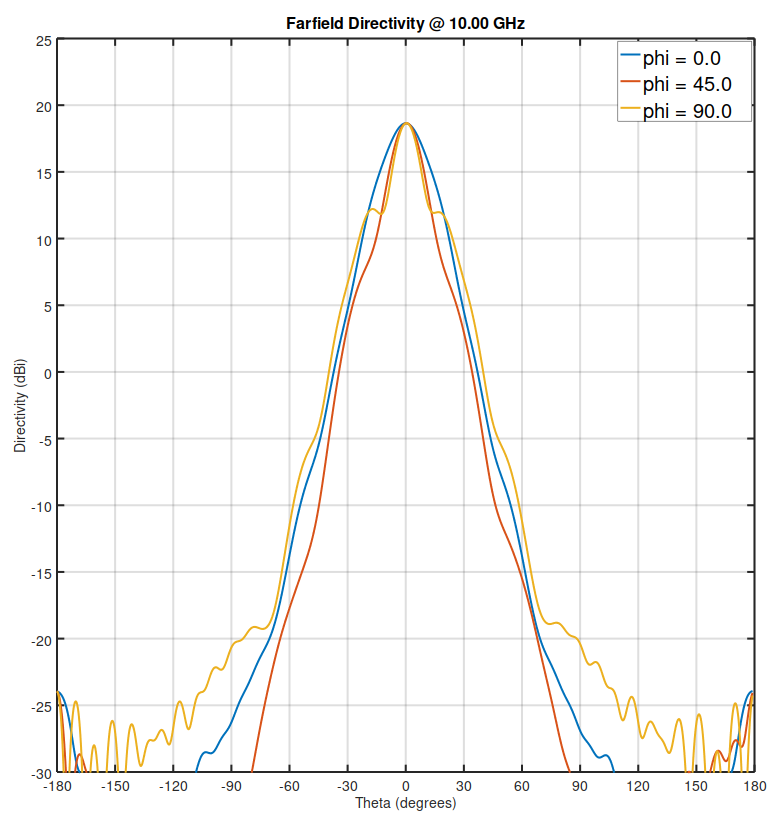 Farfield Directivity @ 10.00 GHz
phi = 0.0
phi = 45.0
phi = 90.0
Directivity (dBi)
25
20
15
10
5
0
-5
-10
-15
-20
-25
-30
-180 -150 -120 -90 -60 -30 0 30 60 90 120 150 180
Theta (degrees)